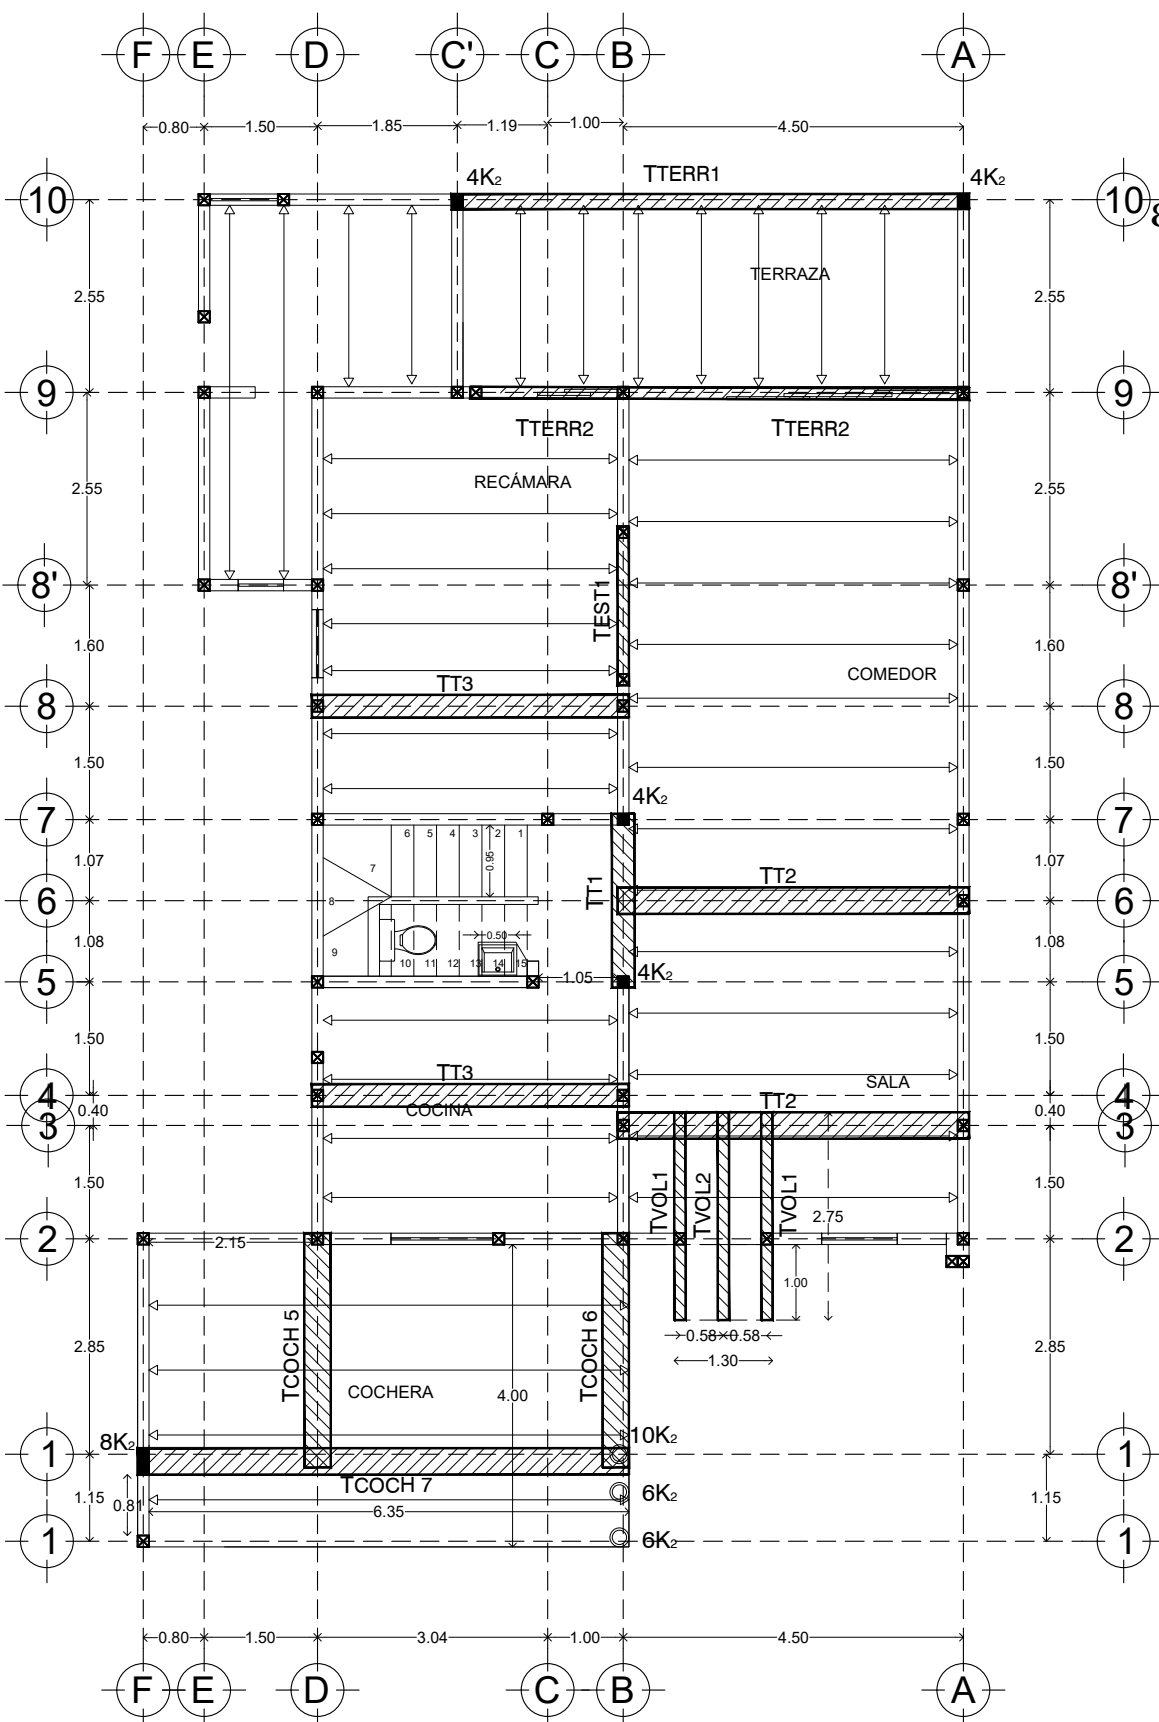 F E D C' C B A
0.80 1.50 1.85 1.19 1.00 4.50
4K₂ TTERR1 4K₂
10 10 8
TERRAZA
2.55 2.55
9 9
TTERR2 TTERR2
RECÁMARA
2.55 2.55
8' 8'
TEST1
1.60 1.60
COMEDOR
TT3
8 8
1.50 1.50
4K₂
7 7
6 5 4 3 2 1
0.95
1.07 7 1.07
TT2
TT1
6 8 6
1.08 0.50 1.08
9 10 11 12 13 14 15
4K₂
5 1.05 5
1.50 1.50
TT3 SALA
4 4
0.40 COCINA TT2 0.40
3 3
1.50 TVOL1 TVOL2 TVOL1 1.50
2.75
2 2.15 2
1.00
0.58 0.58
2.85 1.30 2.85
TCOCH 5 TCOCH 6
COCHERA 4.00
8K₂ 10K₂
1 1
TCOCH 7
1.15 0.81 6K₂ 1.15
6.35
1 6K₂ 1
0.80 1.50 3.04 1.00 4.50
F E D C B A